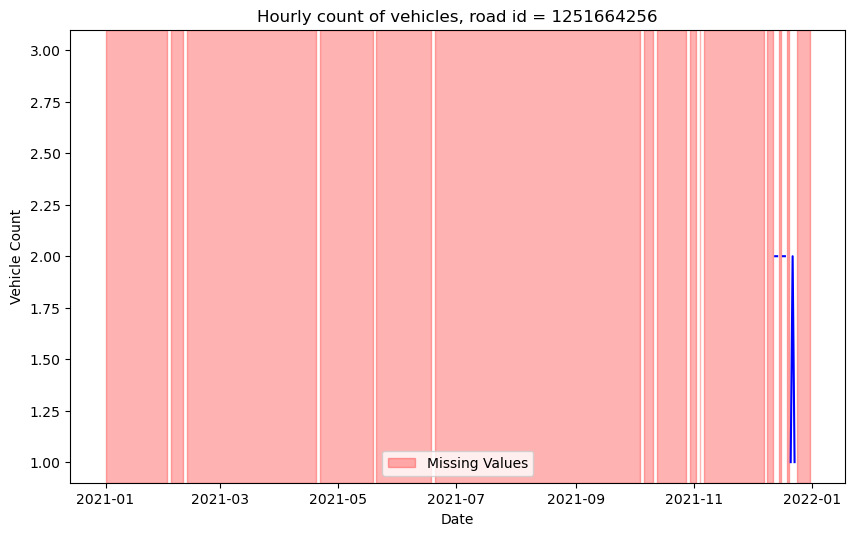 Hourly count of vehicles, road id = 1251664256
3.00
2.75
2.50
2.25
2.00
1.75
1.50
1.25
1.00
Vehicle Count
Missing Values
2021-01 2021-03 2021-05 2021-07 2021-09 2021-11 2022-01
Date